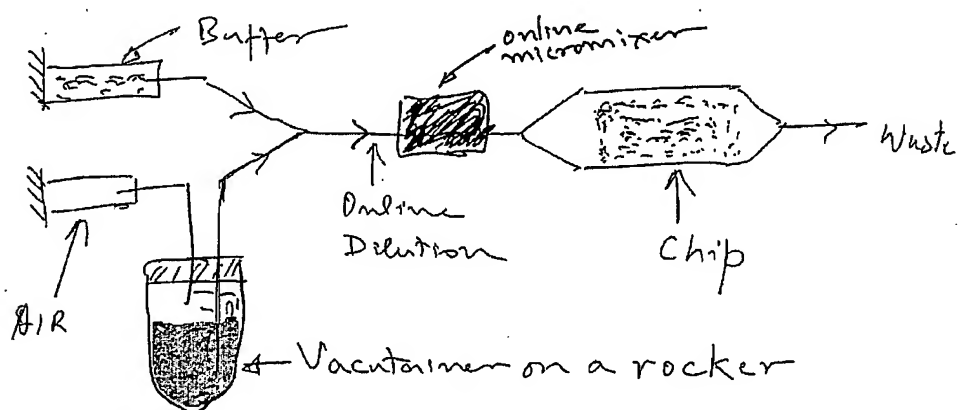 Buffer
online
micromixer
Waste
Online
Dilution
Chip
AIR
Vacutainer on a rocker